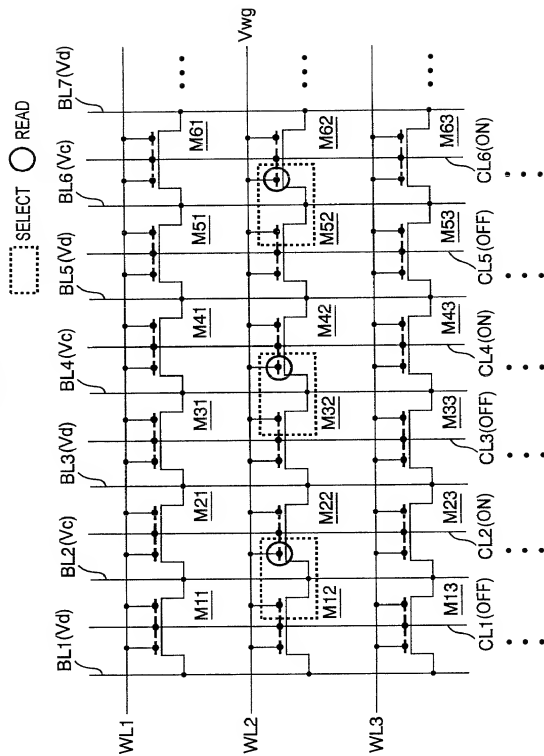 SELECT READ
BL1(Vd) BL2(Vc) BL3(Vd) BL4(Vc) BL5(Vd) BL6(Vc) BL7(Vd)
WL1
M11 M21 M31 M41 M51 M61
WL2 Vwg
M12 M22 M32 M42 M52 M62
WL3
M13 M23 M33 M43 M53 M63
CL1(OFF) CL2(ON) CL3(OFF) CL4(ON) CL5(OFF) CL6(ON)